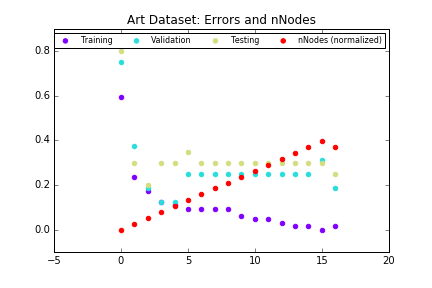 Art Dataset: Errors and nNodes
Training Validation Testing nNodes (normalized)
0.8
0.6
0.4
0.2
0.0
−5 0 5 10 15 20